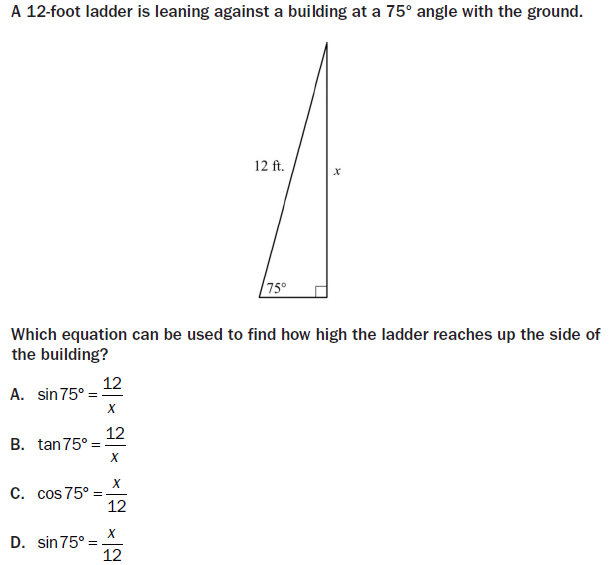 A 12-foot ladder is leaning against a building at a 75° angle with the ground.
12 ft.
x
75°
Which equation can be used to find how high the ladder reaches up the side of
the building?
A. sin 75° = 12/x
B. tan 75° = 12/x
C. cos 75° = x/12
D. sin 75° = x/12